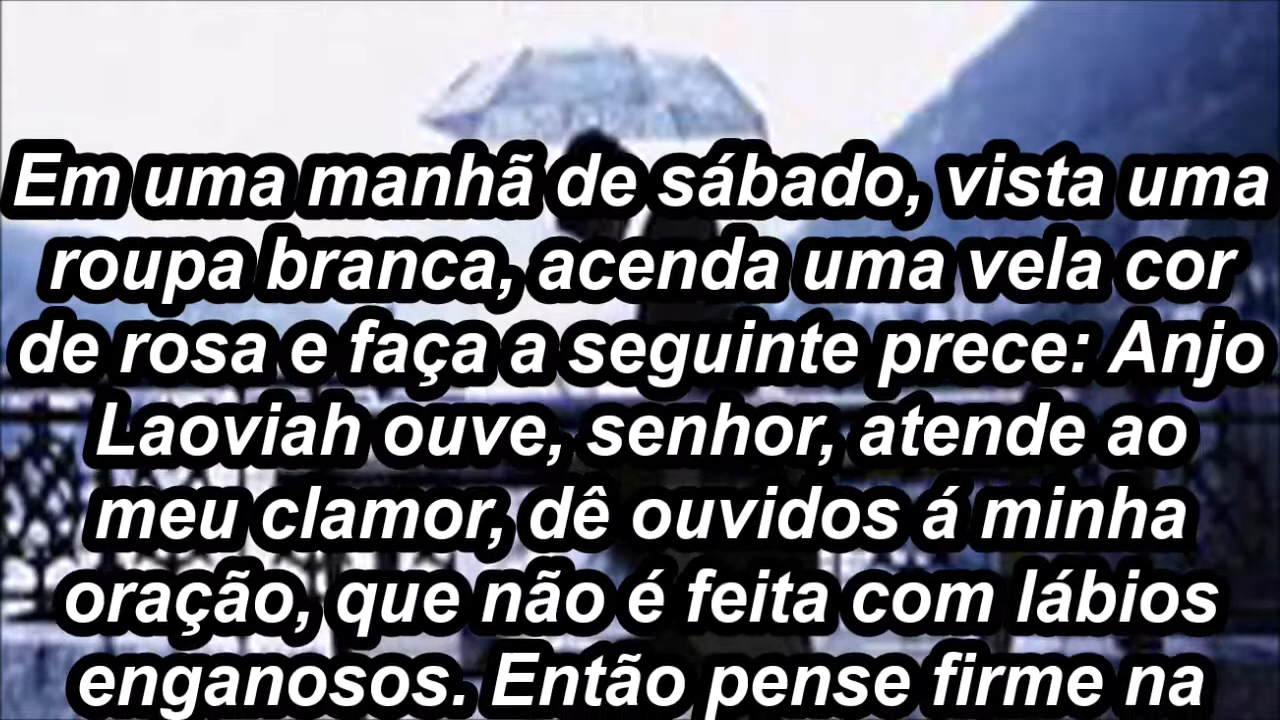 Em uma manhã de sábado, vista uma
roupa branca, acenda uma vela cor
de rosa e faça a seguinte prece: Anjo
Laoviah ouve, senhor, atende ao
meu clamor, dê ouvidos á minha
oração, que não é feita com lábios
enganosos. Então pense firme na